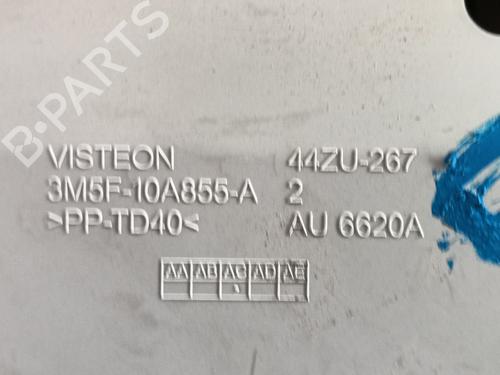 B-PARTS
VISTEON 44ZU-267
3M5F-10A855-A 2
>PP-TD40< AU 6620A
AA AB AC AD AE